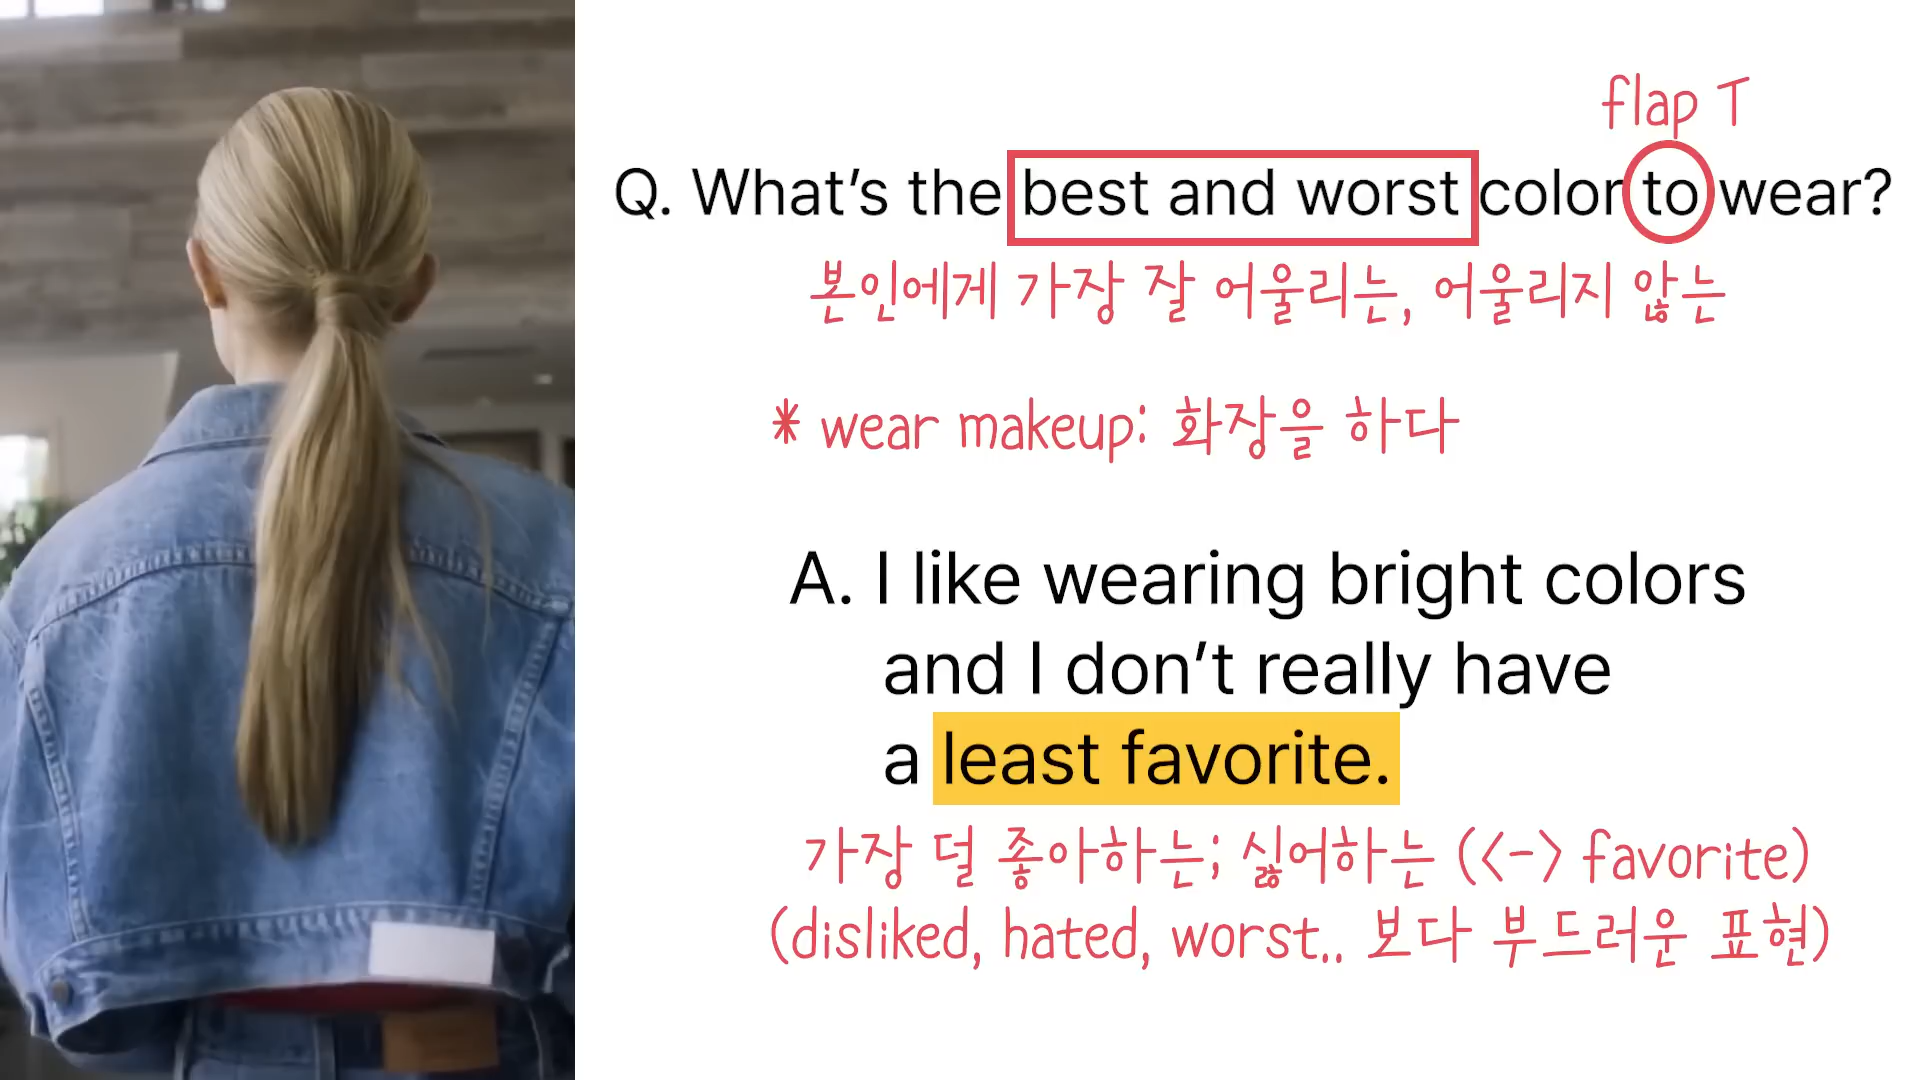 flap T
Q. What's the best and worst color to wear?
본인에게 가장 잘 어울리는, 어울리지 않는
* wear makeup: 화장을 하다
A. I like wearing bright colors
and I don't really have
a least favorite.
가장 덜 좋아하는; 싫어하는 (<-> favorite)
(disliked, hated, worst.. 보다 부드러운 표현)